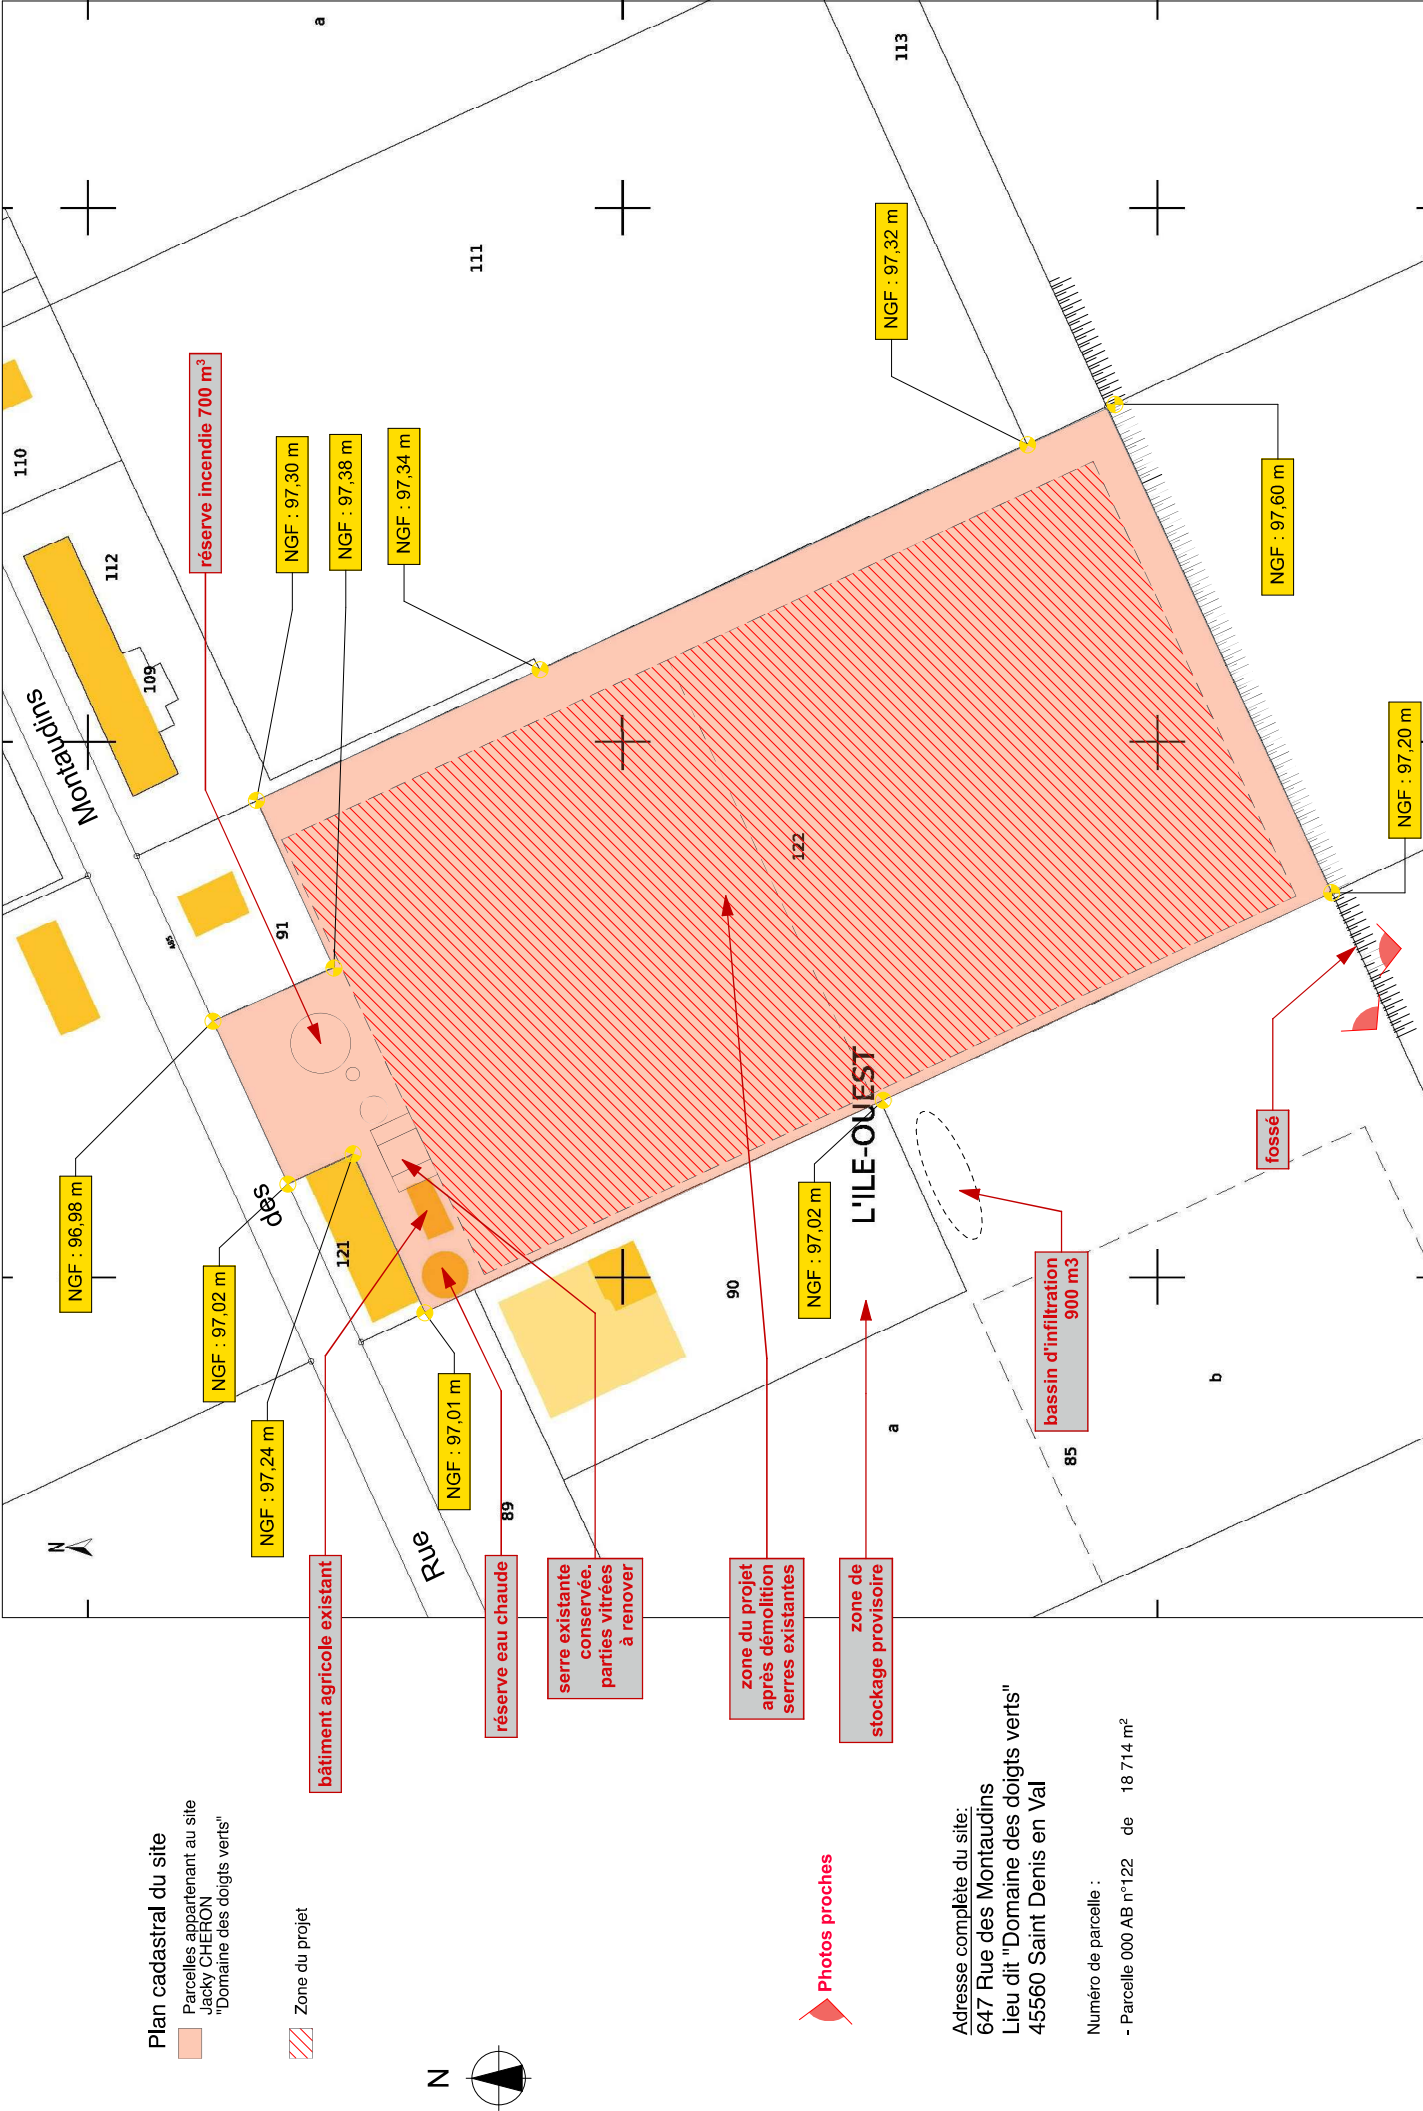 Plan cadastral du site
Parcelles appartenant au site
Jacky CHERON
"Domaine des doigts verts"
Zone du projet
N
Photos proches
Adresse complète du site:
647 Rue des Montaudins
Lieu dit "Domaine des doigts verts"
45560 Saint Denis en Val
Numéro de parcelle :
- Parcelle 000 AB n°122 de 18 714 m²
N
bâtiment agricole existant
réserve eau chaude
serre existante
conservée.
parties vitrées
à renover
zone du projet
après démolition
serres existantes
zone de
stockage provisoire
bassin d'infiltration
900 m3
fossé
réserve incendie 700 m³
NGF : 96,98 m
NGF : 97,02 m
NGF : 97,24 m
NGF : 97,01 m
NGF : 97,30 m
NGF : 97,38 m
NGF : 97,34 m
NGF : 97,32 m
NGF : 97,60 m
NGF : 97,20 m
NGF : 97,02 m
Rue
des
Montaudins
L'ILE-OUEST
89
121
90
a
85
b
91
122
109
112
110
111
113
a